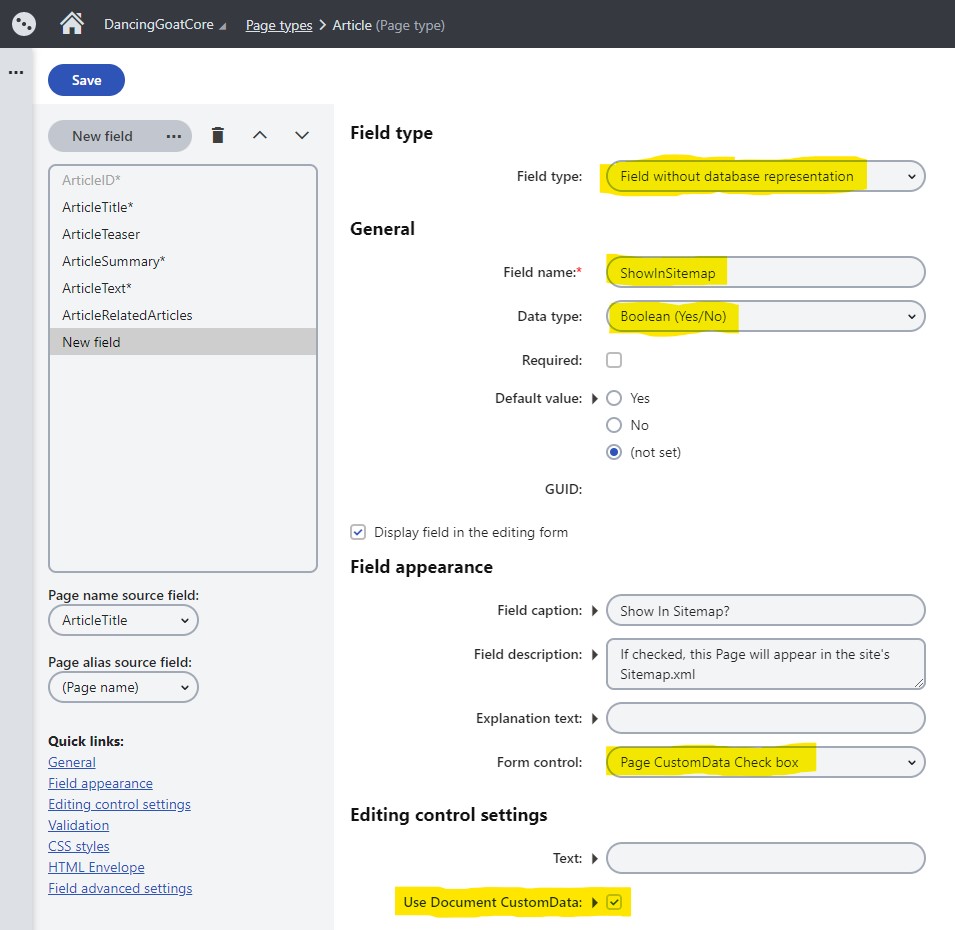 DancingGoatCore Page types Article (Page type)
Save
New field
ArticleID*
ArticleTitle*
ArticleTeaser
ArticleSummary*
ArticleText*
ArticleRelatedArticles
New field
Page name source field:
ArticleTitle
Page alias source field:
(Page name)
Quick links:
General
Field appearance
Editing control settings
Validation
CSS styles
HTML Envelope
Field advanced settings
Field type
Field type: Field without database representation
General
Field name:* ShowInSitemap
Data type: Boolean (Yes/No)
Required:
Default value: Yes
No
(not set)
GUID:
Display field in the editing form
Field appearance
Field caption: Show In Sitemap?
Field description: If checked, this Page will appear in the site's
Sitemap.xml
Explanation text:
Form control: Page CustomData Check box
Editing control settings
Text:
Use Document CustomData: